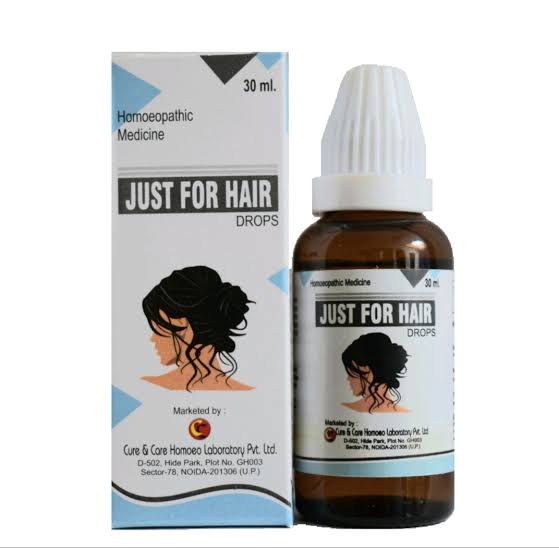 30 ml.
Homoeopathic
Medicine
JUST FOR HAIR
DROPS
Marketed by :
Cure & Care Homoeo Laboratory Pvt. Ltd.
D-502, Hide Park, Plot No. GH003
Sector-78, NOIDA-201306 (U.P.)
Homoeopathic Medicine 30 ml.
JUST FOR HAIR
DROPS
Marketed by :
Cure & Care Homoeo Laboratory Pvt. Ltd.
D-502, Hide Park, Plot No. GH003
Sector-78, NOIDA-201306 (U.P.)